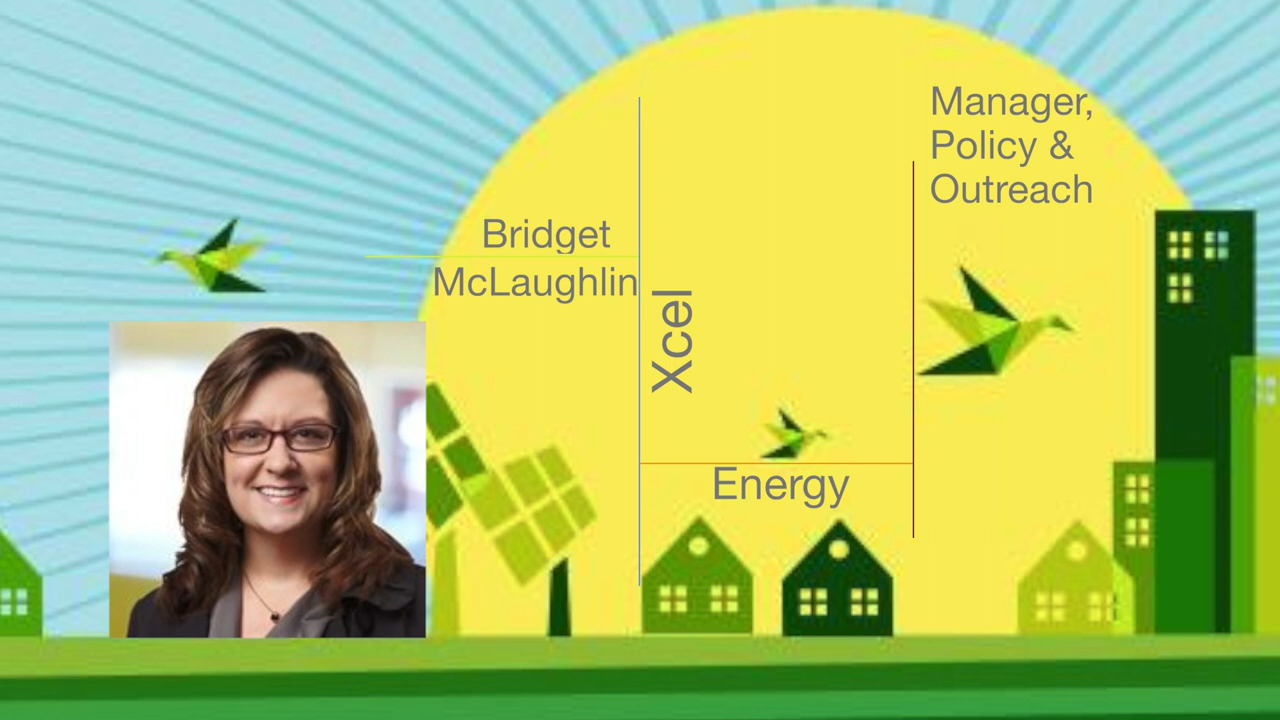 Bridget
McLaughlin
Xcel
Energy
Manager,
Policy &
Outreach